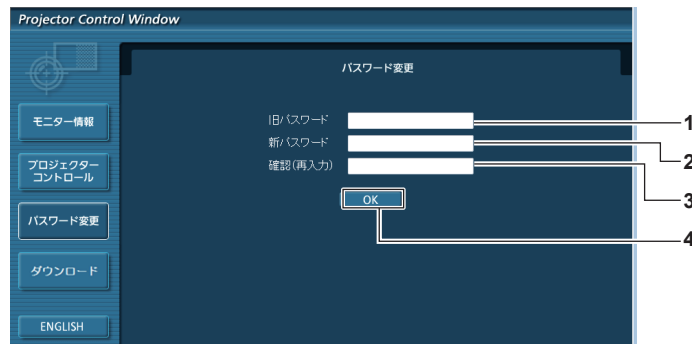 Projector Control Window
パスワード変更
モニター情報
プロジェクター
コントロール
パスワード変更
ダウンロード
ENGLISH
旧パスワード
新パスワード
確認(再入力)
OK
1
2
3
4